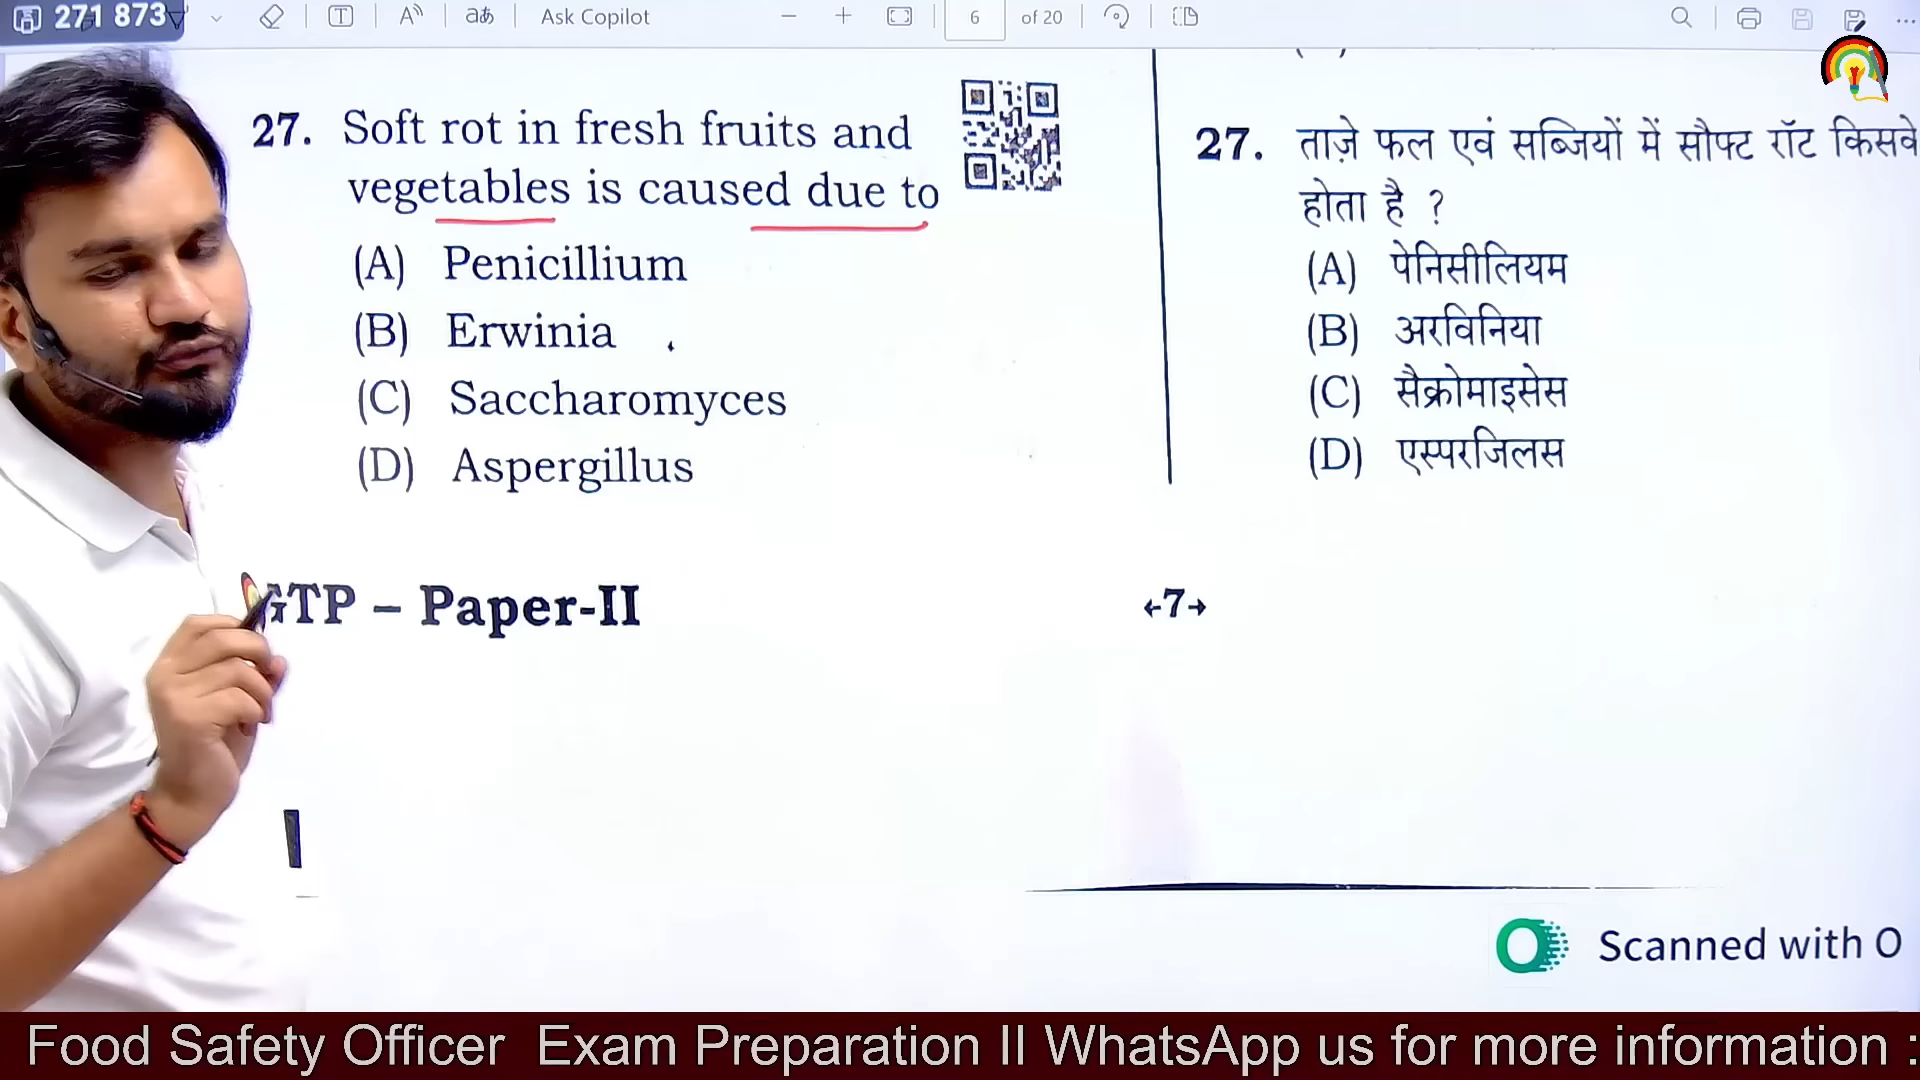 271 873
Ask Copilot
6
of 20
27. Soft rot in fresh fruits and
vegetables is caused due to
(A) Penicillium
(B) Erwinia
(C) Saccharomyces
(D) Aspergillus
27. ताज़े फल एवं सब्जियों में सौफ्ट रॉट
होता है ?
(A) पेनिसीलियम
(B) अरविनिया
(C) सैक्रोमाइसेस
(D) एस्परजिलस
GTP – Paper-II
←7→
Scanned with O
Food Safety Officer Exam Preparation II WhatsApp us for more information :